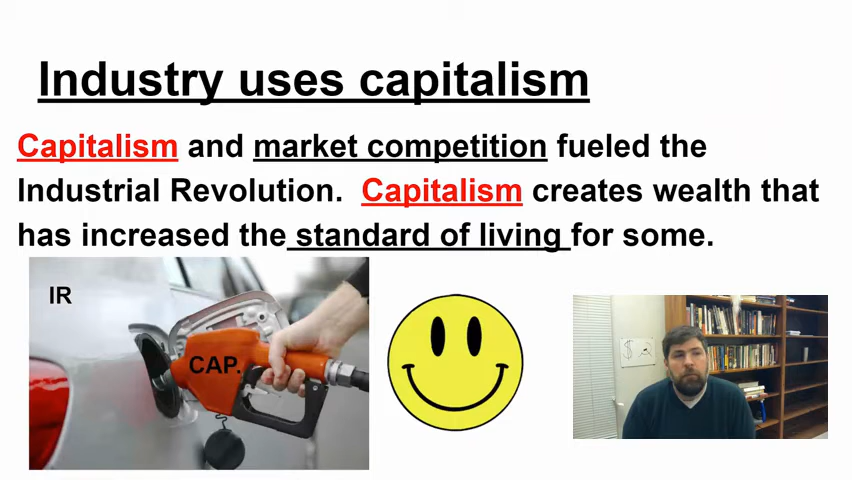 Industry uses capitalism
Capitalism and market competition fueled the
Industrial Revolution. Capitalism creates wealth that
has increased the standard of living for some.
IR
CAP.